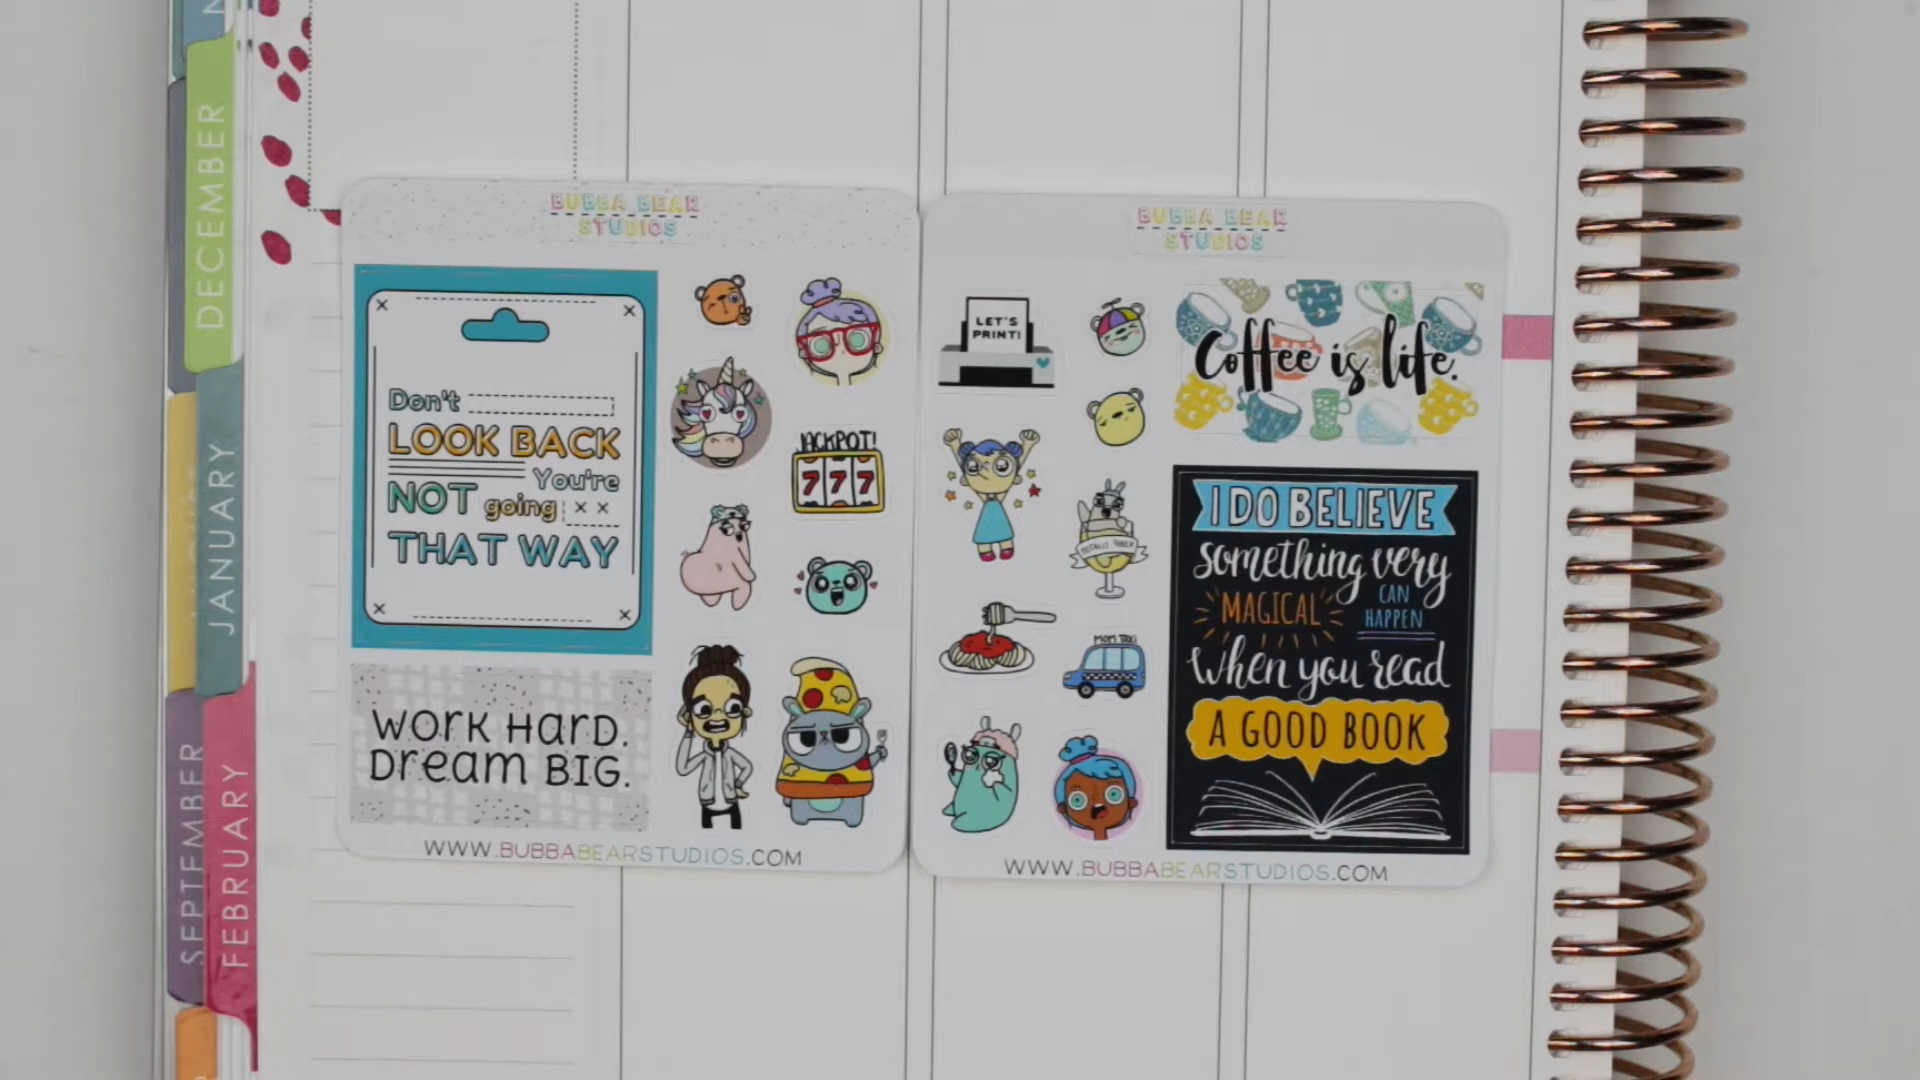 DECEMBER
JANUARY
SEPTEMBER
FEBRUARY
BUBBA BEAR
STUDIOS
Don't
LOOK BACK
You're
NOT going
THAT WAY
WORK HARD.
DREAM BIG.
JACKPOT!
777
WWW.BUBBABEARSTUDIOS.COM
BUBBA BEAR
STUDIOS
LET'S
PRINT!
MOM TAXI
Coffee is life.
I DO BELIEVE
something very
MAGICAL CAN
HAPPEN
when you read
A GOOD BOOK
WWW.BUBBABEARSTUDIOS.COM